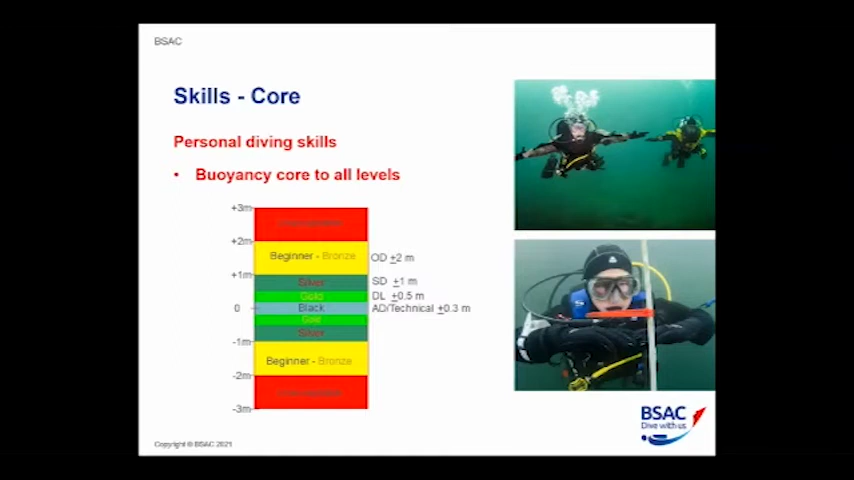 BSAC
Skills - Core
Personal diving skills
• Buoyancy core to all levels
+3m
+2m
Beginner - Bronze OD ±2 m
+1m
Silver SD ±1 m
Gold DL ±0.5 m
0 Black AD/Technical ±0.3 m
Gold
Silver
-1m
Beginner - Bronze
-2m
-3m
BSAC
Dive with us
Copyright © BSAC 2021